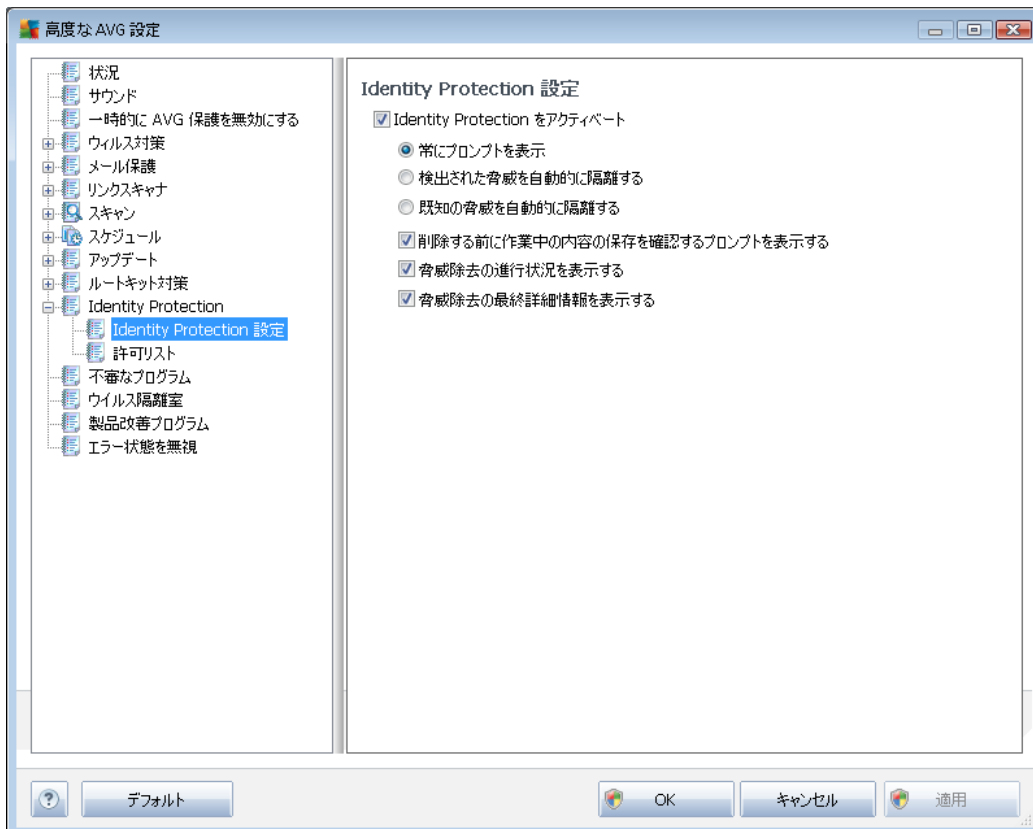 高度な AVG 設定
状況
サウンド
一時的に AVG 保護を無効にする
ウィルス対策
メール保護
リンクスキャナ
スキャン
スケジュール
アップデート
ルートキット対策
Identity Protection
Identity Protection 設定
許可リスト
不審なプログラム
ウイルス隔離室
製品改善プログラム
エラー状態を無視
Identity Protection 設定
Identity Protection をアクティベート
常にプロンプトを表示
検出された脅威を自動的に隔離する
既知の脅威を自動的に隔離する
削除する前に作業中の内容の保存を確認するプロンプトを表示する
脅威除去の進行状況を表示する
脅威除去の最終詳細情報を表示する
? デフォルト OK キャンセル 適用